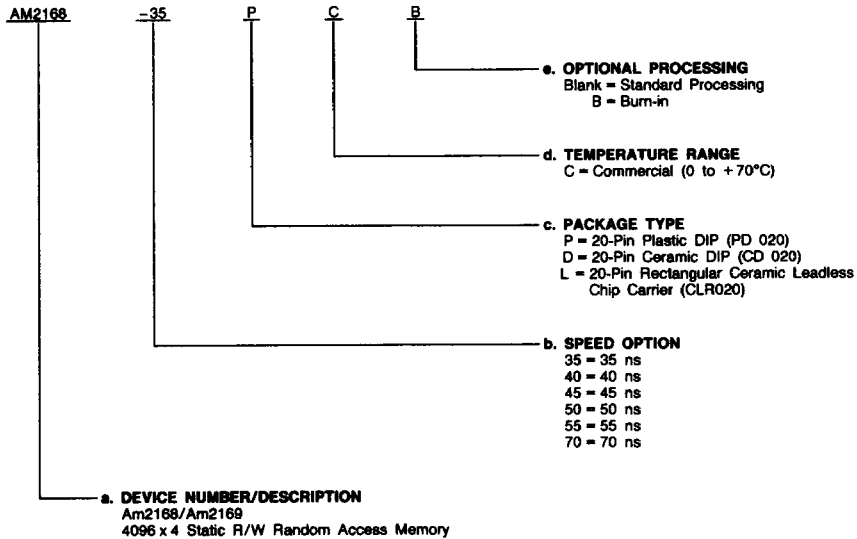 AM2168 -35 P C B
e. OPTIONAL PROCESSING
Blank = Standard Processing
B = Burn-in
d. TEMPERATURE RANGE
C = Commercial (0 to +70°C)
c. PACKAGE TYPE
P = 20-Pin Plastic DIP (PD 020)
D = 20-Pin Ceramic DIP (CD 020)
L = 20-Pin Rectangular Ceramic Leadless
Chip Carrier (CLR020)
b. SPEED OPTION
35 = 35 ns
40 = 40 ns
45 = 45 ns
50 = 50 ns
55 = 55 ns
70 = 70 ns
a. DEVICE NUMBER/DESCRIPTION
Am2168/Am2169
4096 x 4 Static R/W Random Access Memory